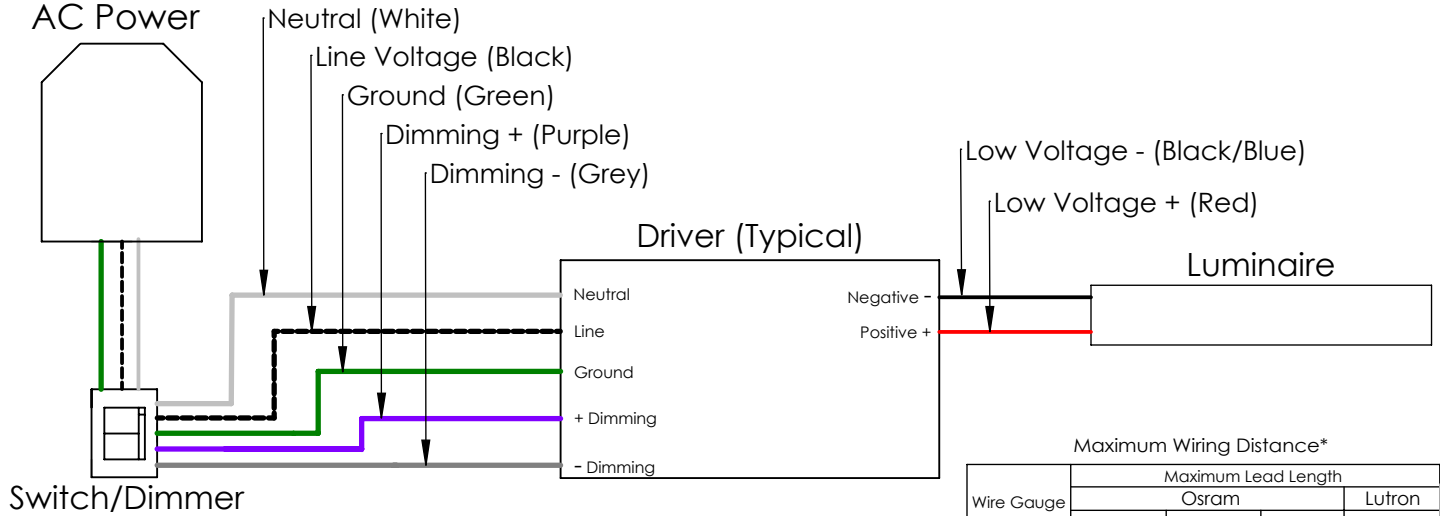 AC Power
Neutral (White)
Line Voltage (Black)
Ground (Green)
Dimming + (Purple)
Dimming - (Grey)
Low Voltage - (Black/Blue)
Low Voltage + (Red)
Driver (Typical)
Luminaire
Neutral
Negative -
Line
Positive +
Ground
+ Dimming
- Dimming
Switch/Dimmer
Maximum Wiring Distance*
Maximum Lead Length
Wire Gauge
Osram
Lutron